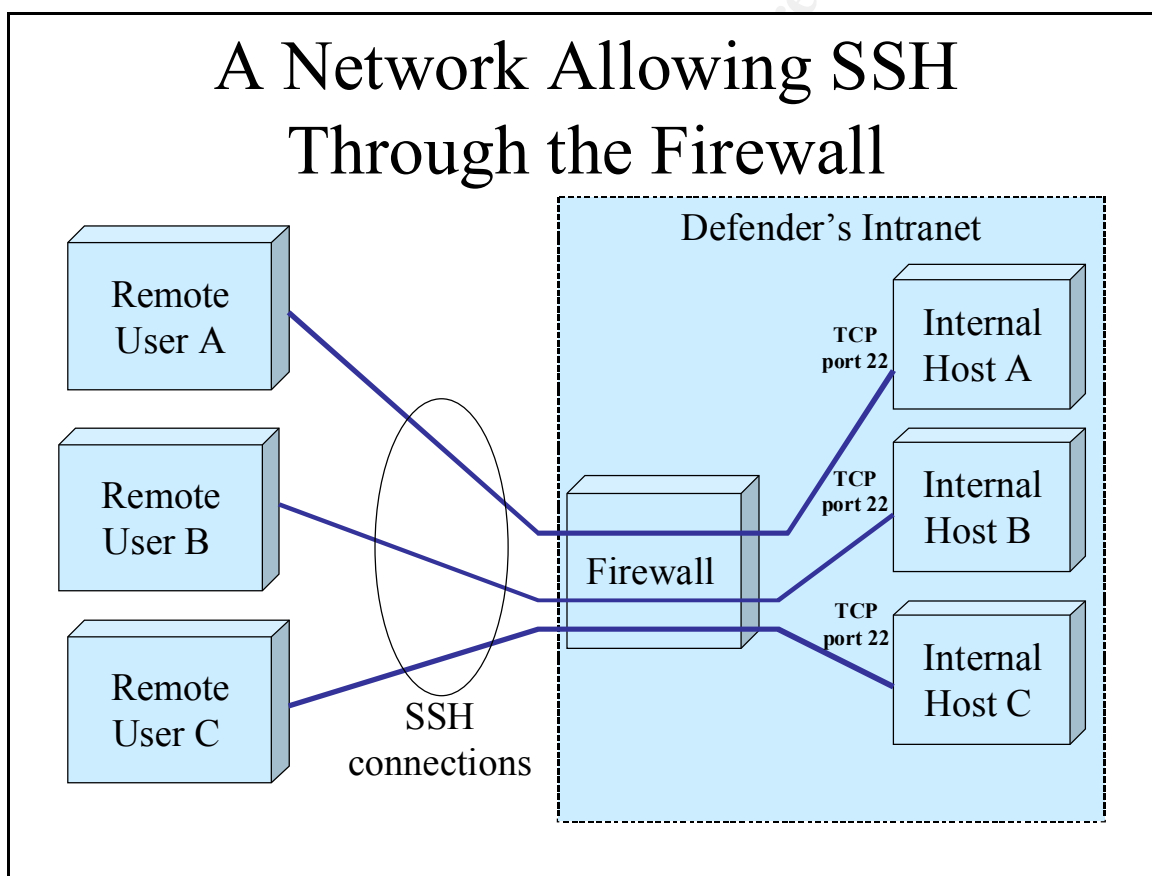 A Network Allowing SSH
Through the Firewall
Defender's Intranet
Remote
User A
TCP
port 22
Internal
Host A
Remote
User B
TCP
port 22
Internal
Host B
Firewall
TCP
port 22
Internal
Host C
Remote
User C
SSH
connections